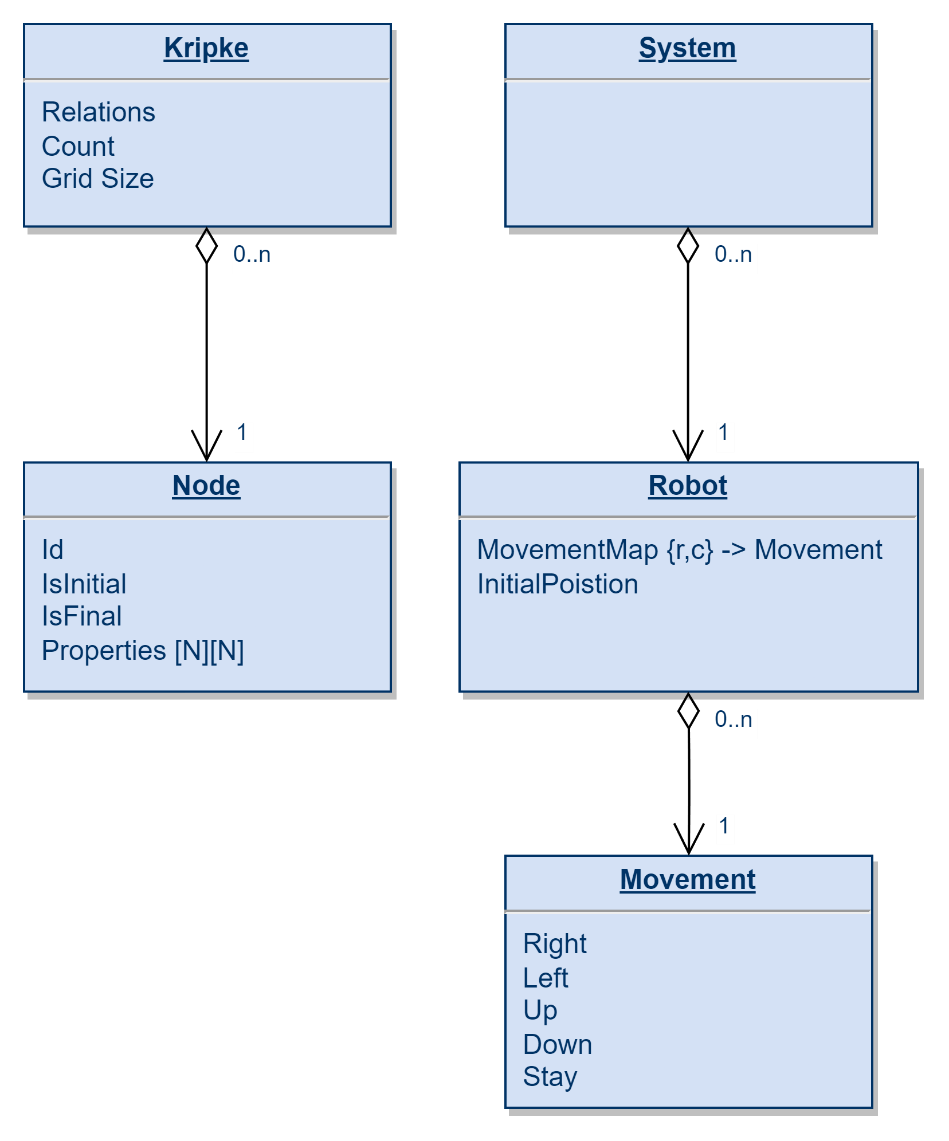 Kripke
Relations
Count
Grid Size
0..n
1
Node
Id
IsInitial
IsFinal
Properties [N][N]
System
0..n
1
Robot
MovementMap {r,c} -> Movement
InitialPoistion
0..n
1
Movement
Right
Left
Up
Down
Stay